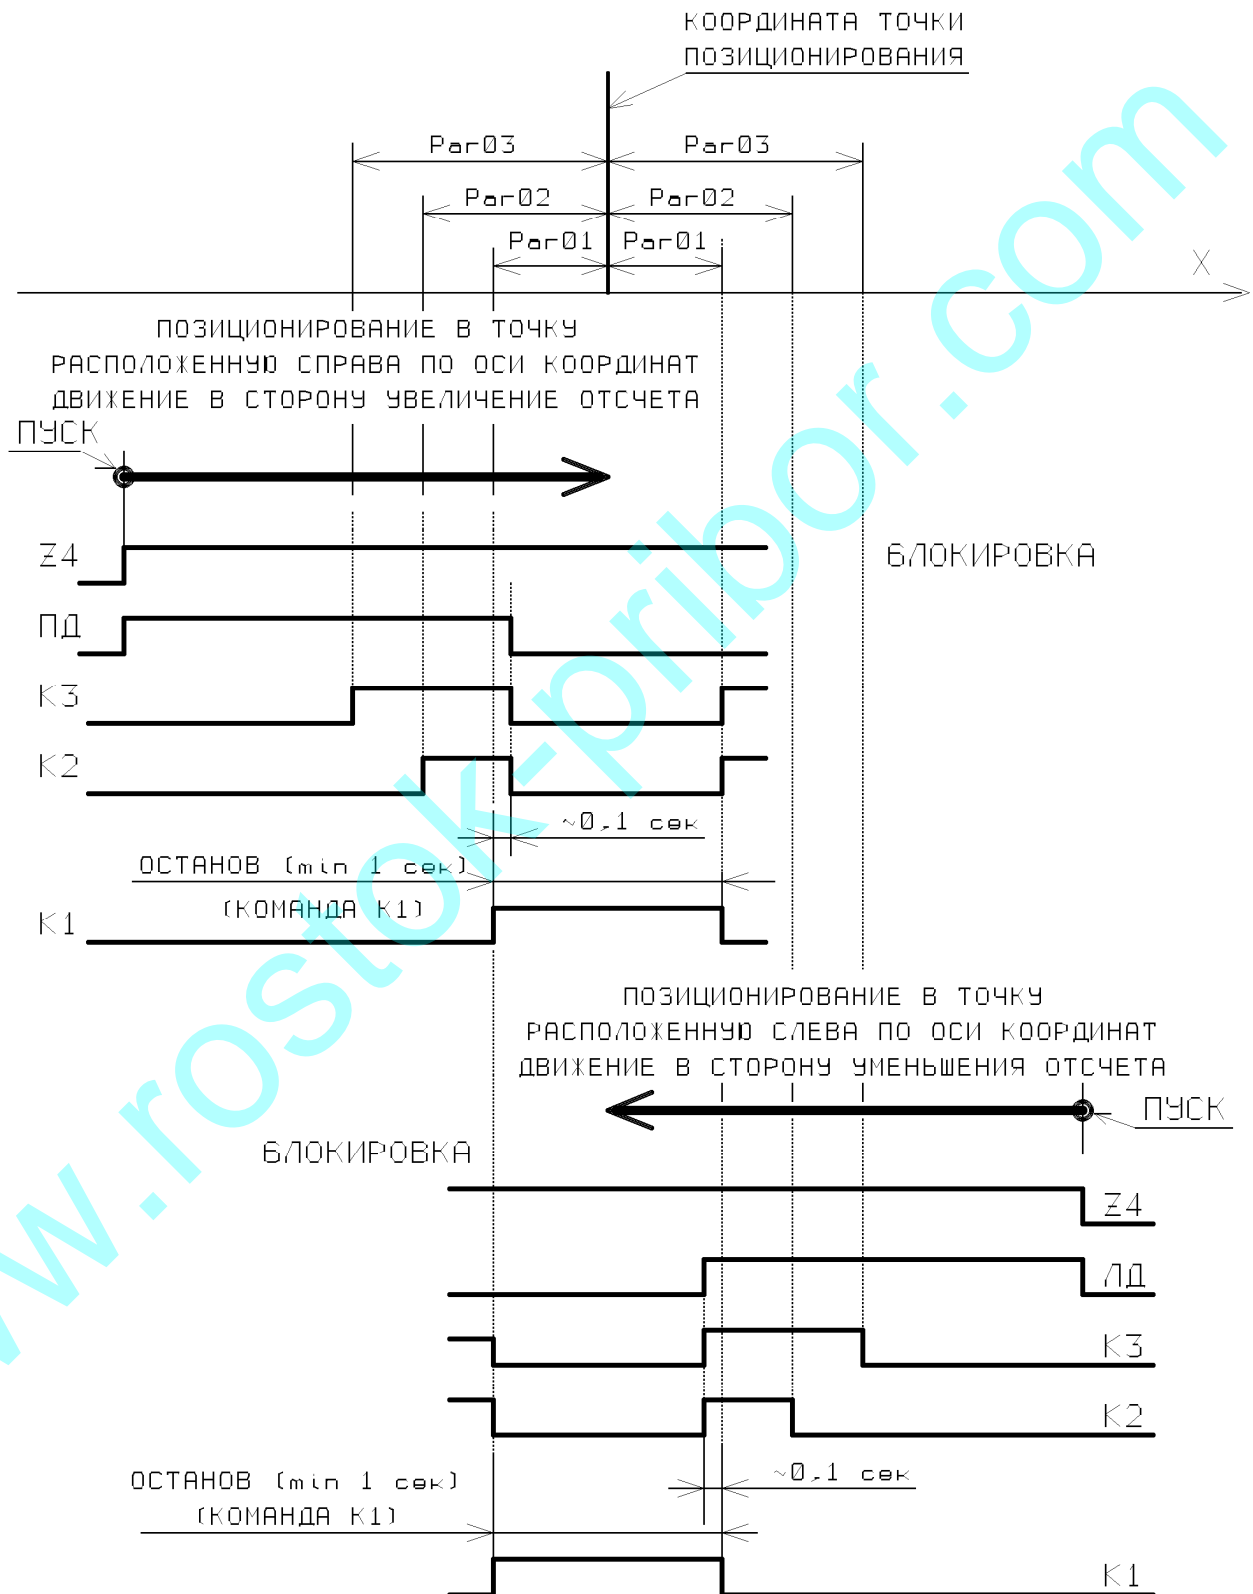 КООРДИНАТА ТОЧКИ
ПОЗИЦИОНИРОВАНИЯ
Par03 Par03
Par02 Par02
Par01 Par01
X
ПОЗИЦИОНИРОВАНИЕ В ТОЧКУ
РАСПОЛОЖЕННУЮ СПРАВА ПО ОСИ КООРДИНАТ
ДВИЖЕНИЕ В СТОРОНУ УВЕЛИЧЕНИЕ ОТСЧЕТА
ПУСК
Z4
БЛОКИРОВКА
ПД
К3
К2
~0,1 сек
ОСТАНОВ (min 1 сек)
(КОМАНДА К1)
К1
ПОЗИЦИОНИРОВАНИЕ В ТОЧКУ
РАСПОЛОЖЕННУЮ СЛЕВА ПО ОСИ КООРДИНАТ
ДВИЖЕНИЕ В СТОРОНУ УМЕНЬШЕНИЯ ОТСЧЕТА
ПУСК
БЛОКИРОВКА
Z4
ЛД
К3
К2
~0,1 сек
ОСТАНОВ (min 1 сек)
(КОМАНДА К1)
К1
w.rostok-pribor.com